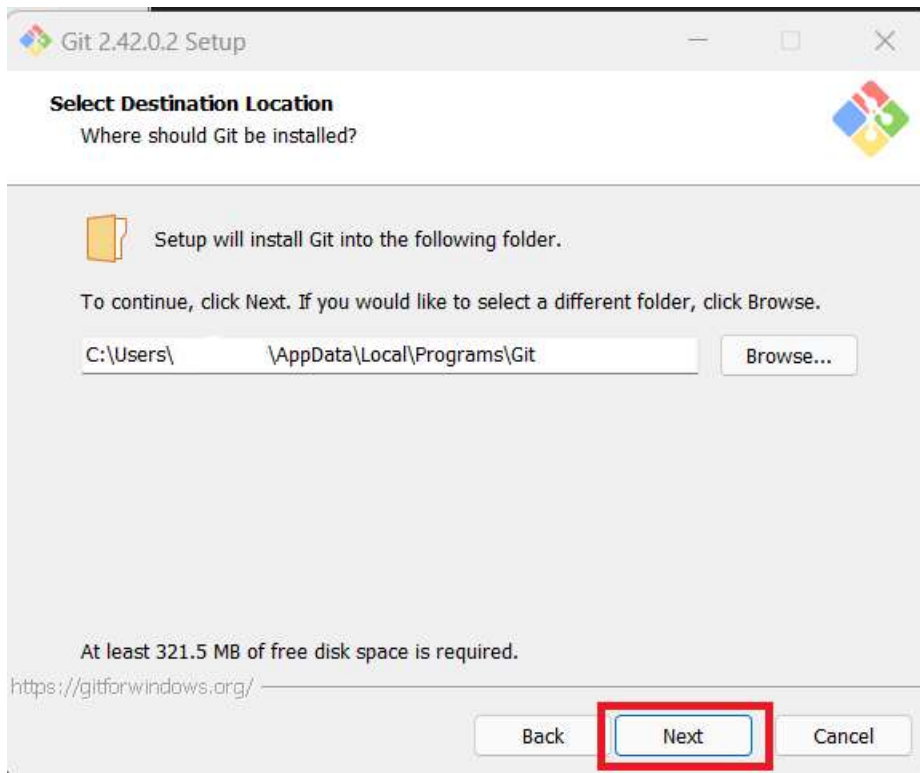 Git 2.42.0.2 Setup
Select Destination Location
Where should Git be installed?
Setup will install Git into the following folder.
To continue, click Next. If you would like to select a different folder, click Browse.
C:\Users\ \AppData\Local\Programs\Git Browse...
At least 321.5 MB of free disk space is required.
https://gitforwindows.org/
Back Next Cancel